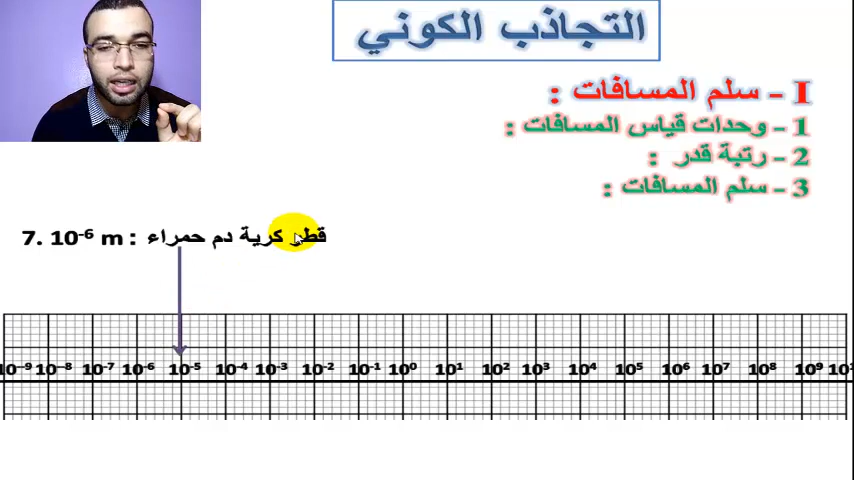 التجاذب الكوني
I - سلم المسافات :
1 - وحدات قياس المسافات :
2 - رتبة قدر :
3 - سلم المسافات :
قطر كرية دم حمراء : 7. 10⁻⁶ m
10⁻⁹ 10⁻⁸ 10⁻⁷ 10⁻⁶ 10⁻⁵ 10⁻⁴ 10⁻³ 10⁻² 10⁻¹ 10⁰ 10¹ 10² 10³ 10⁴ 10⁵ 10⁶ 10⁷ 10⁸ 10⁹